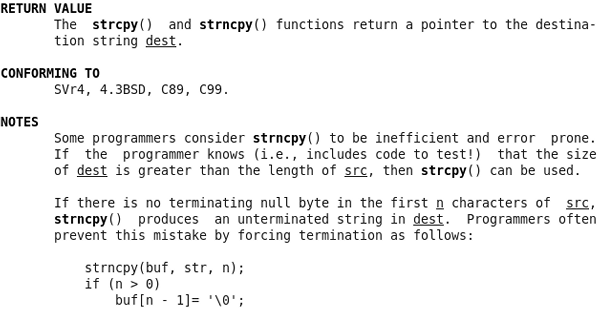 RETURN VALUE
The strcpy() and strncpy() functions return a pointer to the destina-
tion string dest.
CONFORMING TO
SVr4, 4.3BSD, C89, C99.
NOTES
Some programmers consider strncpy() to be inefficient and error prone.
If the programmer knows (i.e., includes code to test!) that the size
of dest is greater than the length of src, then strcpy() can be used.
If there is no terminating null byte in the first n characters of src,
strncpy() produces an unterminated string in dest. Programmers often
prevent this mistake by forcing termination as follows:
strncpy(buf, str, n);
if (n > 0)
buf[n - 1]= '\0';